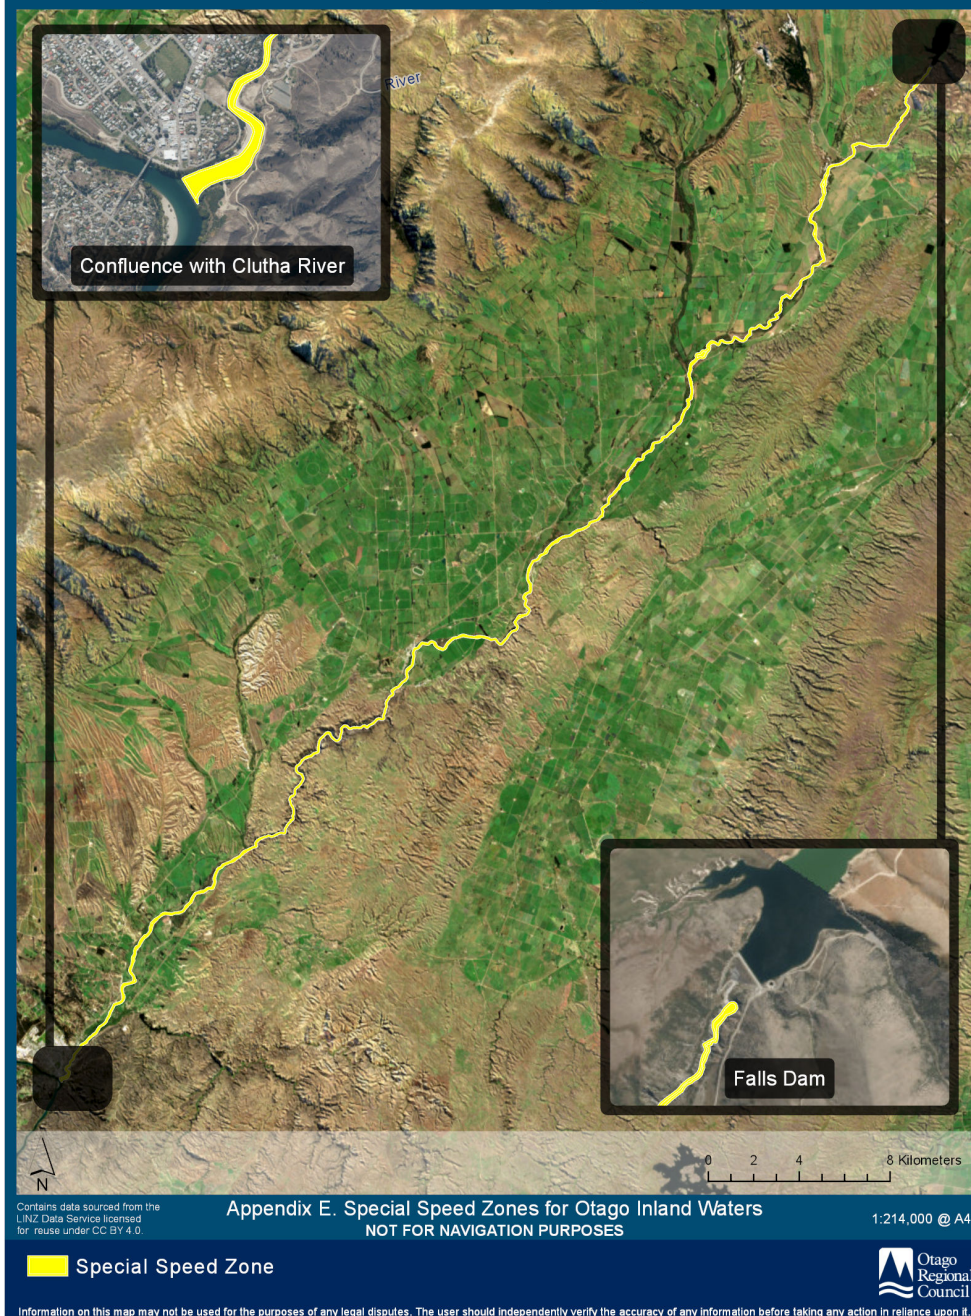 River
Confluence with Clutha River
Falls Dam
N
0 2 4 8 Kilometers
Contains data sourced from the
LINZ Data Service licensed
for reuse under CC BY 4.0.
Appendix E. Special Speed Zones for Otago Inland Waters
NOT FOR NAVIGATION PURPOSES
1:214,000 @ A4
Special Speed Zone
Otago
Regional
Council
Information on this map may not be used for the purposes of any legal disputes. The user should independently verify the accuracy of any information before taking any action in reliance upon it.